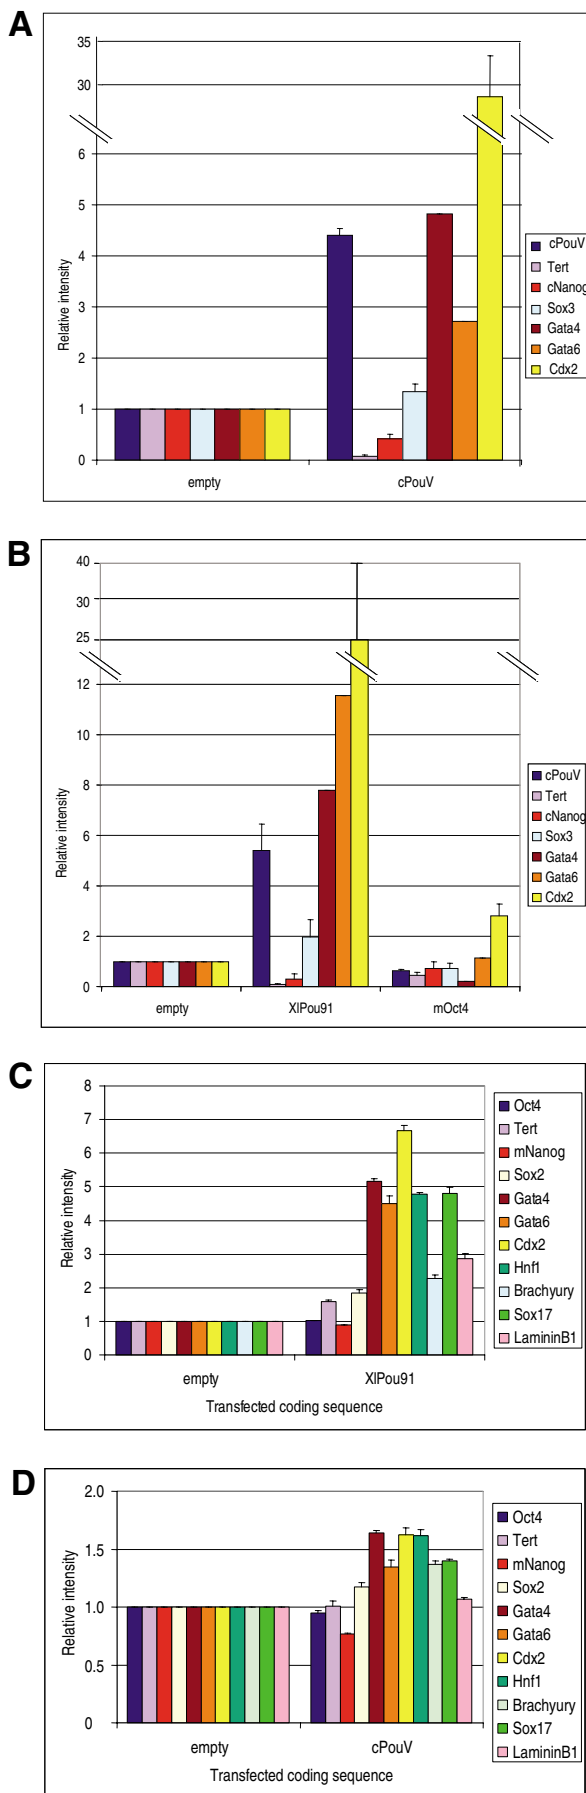 A
35
30
6
5
4
3
2
1
0
Relative intensity
empty
cPouV
cPouV
Tert
cNanog
Sox3
Gata4
Gata6
Cdx2
B
40
30
25
12
10
8
6
4
2
0
Relative intensity
empty
XlPou91
mOct4
cPouV
Tert
cNanog
Sox3
Gata4
Gata6
Cdx2
C
8
7
6
5
4
3
2
1
0
Relative intensity
empty
XlPou91
Transfected coding sequence
Oct4
Tert
mNanog
Sox2
Gata4
Gata6
Cdx2
Hnf1
Brachyury
Sox17
LamininB1
D
2.0
1.5
1.0
0.5
0
Relative intensity
empty
cPouV
Transfected coding sequence
Oct4
Tert
mNanog
Sox2
Gata4
Gata6
Cdx2
Hnf1
Brachyury
Sox17
LamininB1